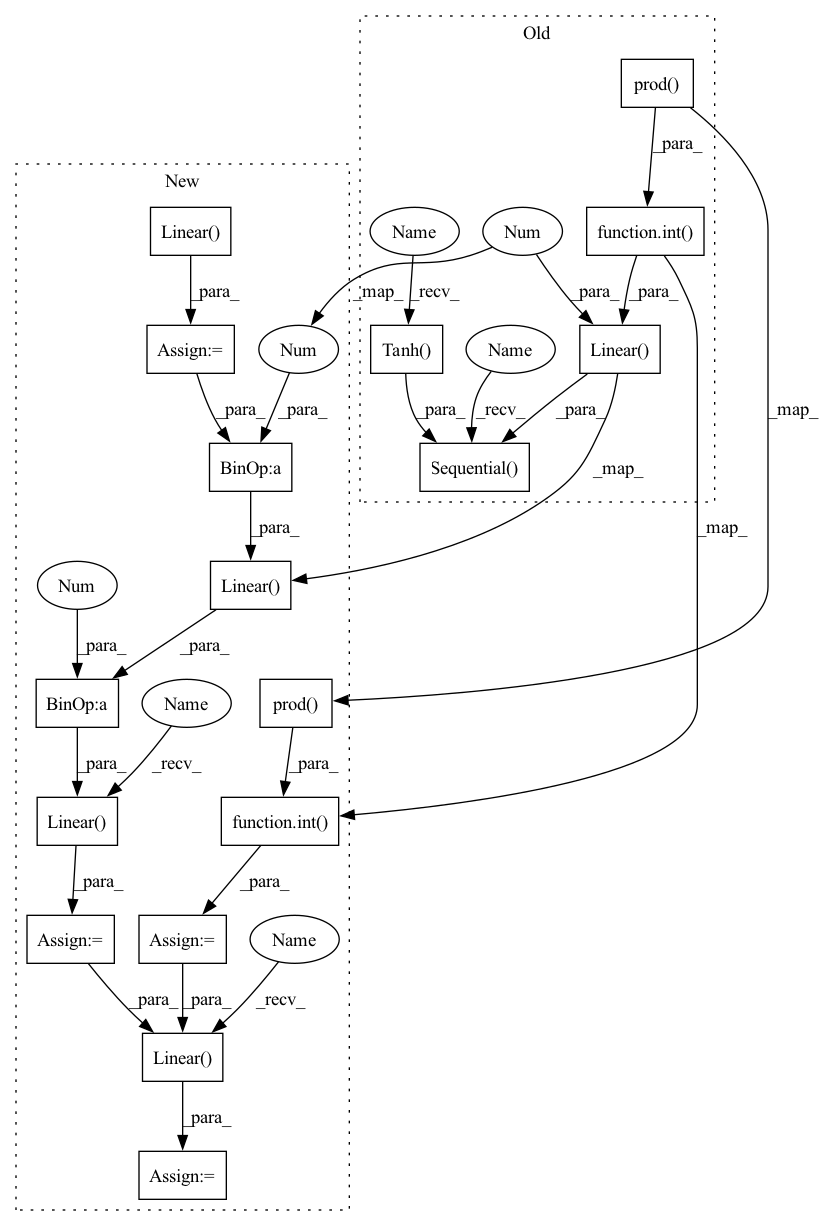 Old
prod()
_para_
New
Linear()
Name
Num
function.int()
_para_
_map_
_recv_
_para_
_para_
Assign:=
Num
Tanh()
Name
Linear()
_para_
_para_
_para_
_recv_
_para_
_map_
BinOp:a
Sequential()
_map_
_para_
_map_
Num
Linear()
_para_
_para_
BinOp:a
Name
prod()
_para_
_recv_
_para_
Linear()
function.int()
_para_
_para_
Assign:=
Assign:=
Name
_para_
_para_
_recv_
Linear()
_para_
Assign:=